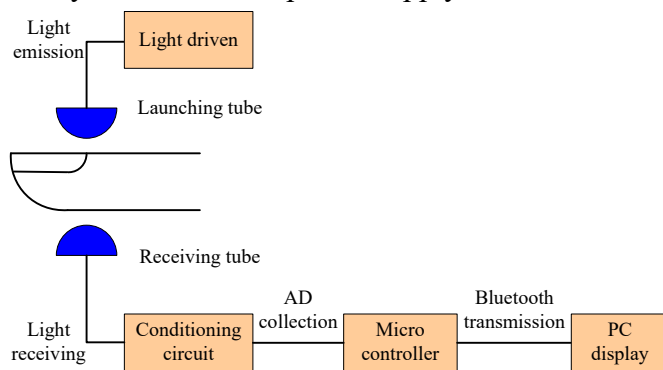 Light
emission
Light driven
Launching tube
Receiving tube
Light
receiving
Conditioning
circuit
AD
collection
Micro
controller
Bluetooth
transmission
PC
display